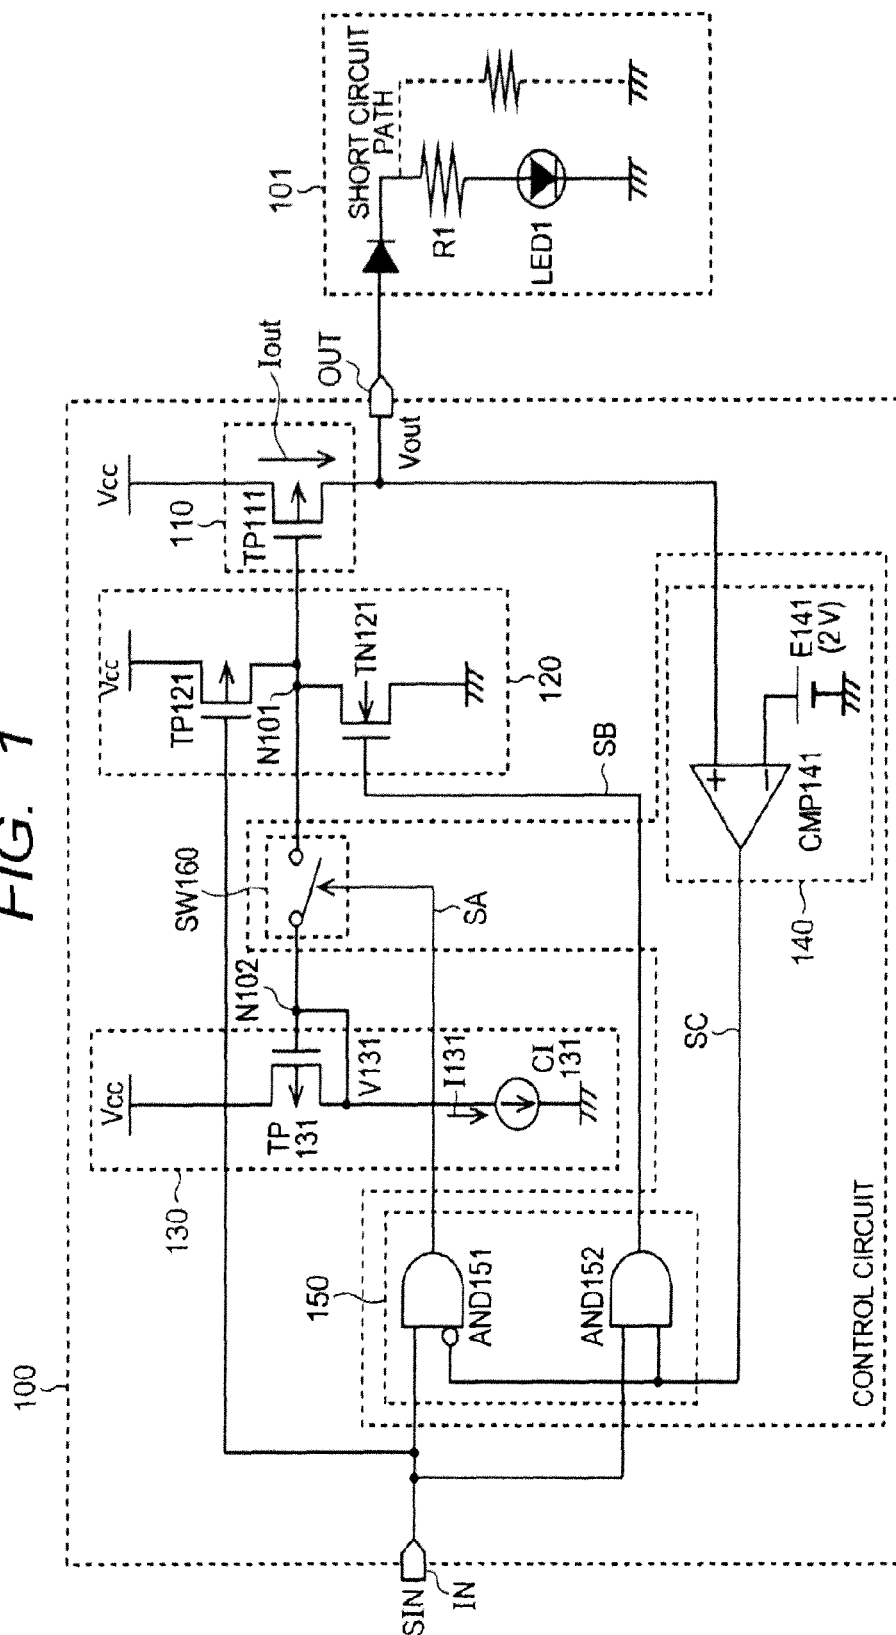 FIG. 1
100
Vcc
Vcc
Vcc
130
TP
131
V131
I131
CI
131
N102
SW160
TP121
N101
TN121
120
110
TP111
Iout
OUT
Vout
101
SHORT CIRCUIT
PATH
R1
LED1
150
AND151
AND152
SA
SB
SC
140
CMP141
+
−
E141
(2 V)
SIN
IN
CONTROL CIRCUIT